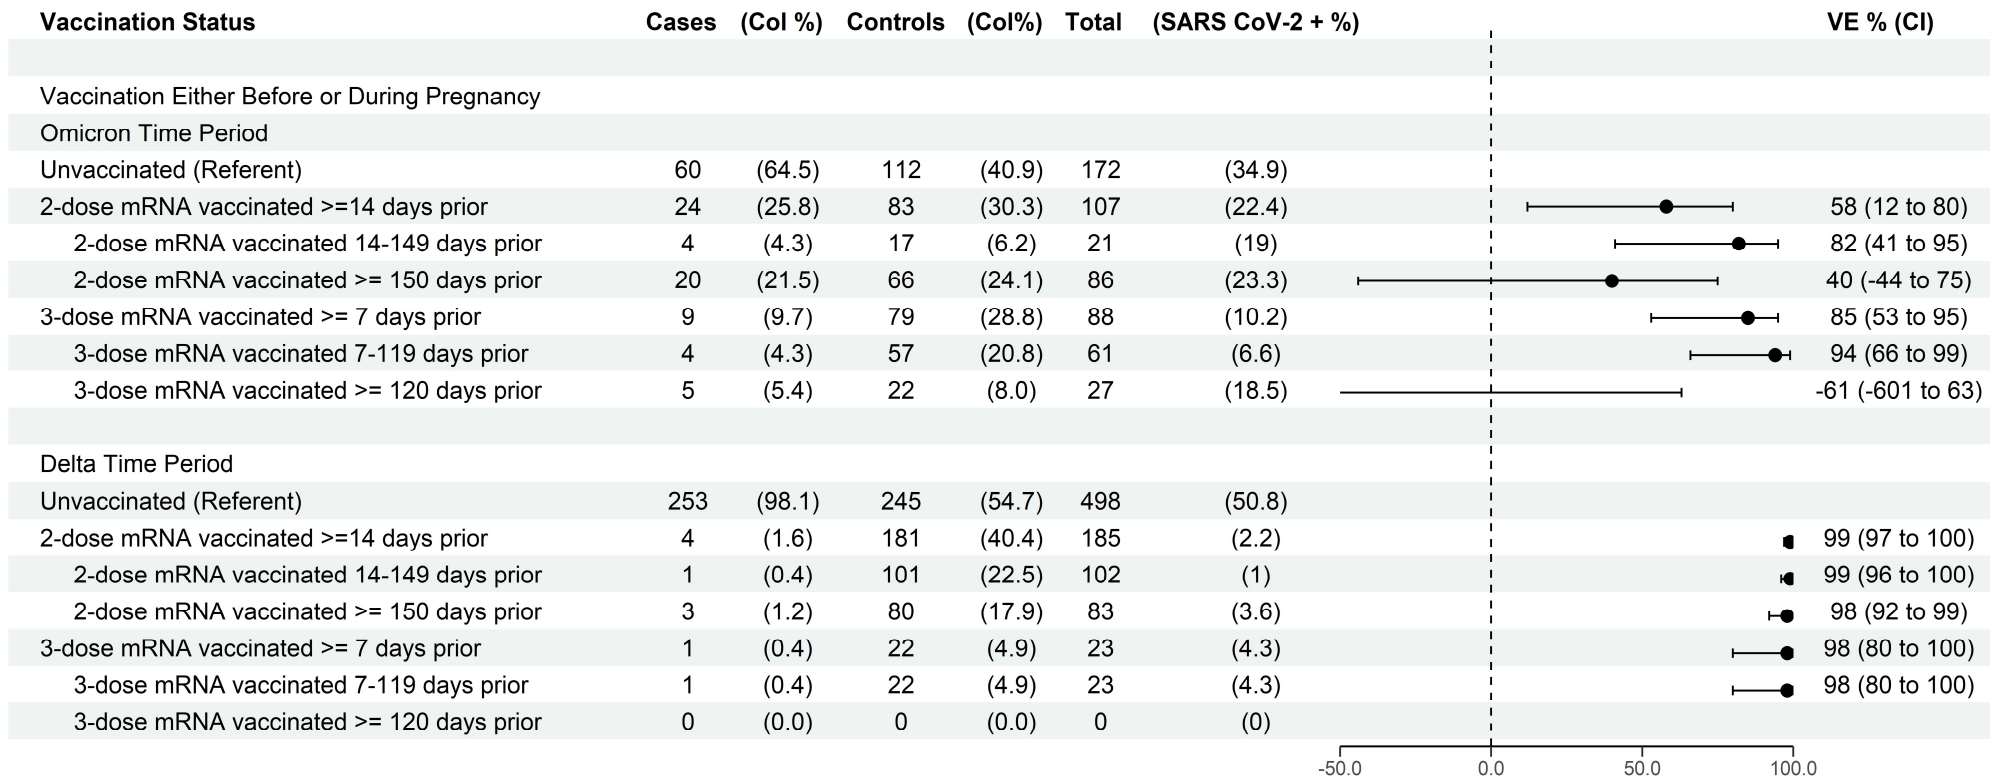 Vaccination Status Cases (Col %) Controls (Col%) Total (SARS CoV-2 + %) VE % (CI)
Vaccination Either Before or During Pregnancy
Omicron Time Period
Unvaccinated (Referent) 60 (64.5) 112 (40.9) 172 (34.9)
2-dose mRNA vaccinated >=14 days prior 24 (25.8) 83 (30.3) 107 (22.4) 58 (12 to 80)
2-dose mRNA vaccinated 14-149 days prior 4 (4.3) 17 (6.2) 21 (19) 82 (41 to 95)
2-dose mRNA vaccinated >= 150 days prior 20 (21.5) 66 (24.1) 86 (23.3) 40 (-44 to 75)
3-dose mRNA vaccinated >= 7 days prior 9 (9.7) 79 (28.8) 88 (10.2) 85 (53 to 95)
3-dose mRNA vaccinated 7-119 days prior 4 (4.3) 57 (20.8) 61 (6.6) 94 (66 to 99)
3-dose mRNA vaccinated >= 120 days prior 5 (5.4) 22 (8.0) 27 (18.5) -61 (-601 to 63)
Delta Time Period
Unvaccinated (Referent) 253 (98.1) 245 (54.7) 498 (50.8)
2-dose mRNA vaccinated >=14 days prior 4 (1.6) 181 (40.4) 185 (2.2) 99 (97 to 100)
2-dose mRNA vaccinated 14-149 days prior 1 (0.4) 101 (22.5) 102 (1) 99 (96 to 100)
2-dose mRNA vaccinated >= 150 days prior 3 (1.2) 80 (17.9) 83 (3.6) 98 (92 to 99)
3-dose mRNA vaccinated >= 7 days prior 1 (0.4) 22 (4.9) 23 (4.3) 98 (80 to 100)
3-dose mRNA vaccinated 7-119 days prior 1 (0.4) 22 (4.9) 23 (4.3) 98 (80 to 100)
3-dose mRNA vaccinated >= 120 days prior 0 (0.0) 0 (0.0) 0 (0)
-50.0 0.0 50.0 100.0